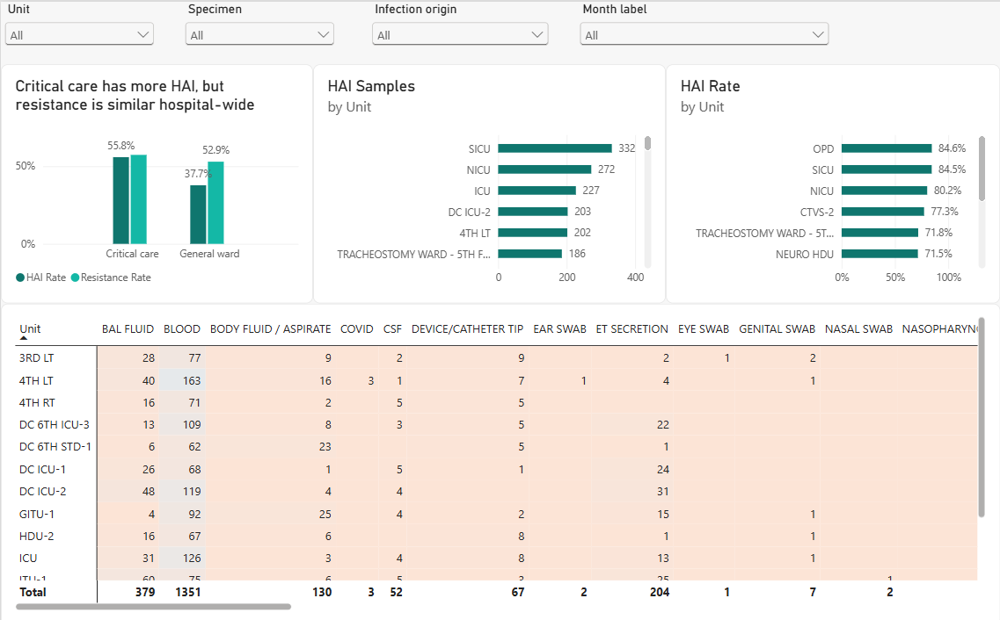 Unit Specimen Infection origin Month label
All All All All
Critical care has more HAI, but
resistance is similar hospital-wide
55.8%
52.9%
50%
37.7%
0%
Critical care General ward
HAI Rate Resistance Rate
HAI Samples
by Unit
SICU 332
NICU 272
ICU 227
DC ICU-2 203
4TH LT 202
TRACHEOSTOMY WARD - 5TH F... 186
0 200 400
HAI Rate
by Unit
OPD 84.6%
SICU 84.5%
NICU 80.2%
CTVS-2 77.3%
TRACHEOSTOMY WARD - 5T... 71.8%
NEURO HDU 71.5%
0% 50% 100%
Unit BAL FLUID BLOOD BODY FLUID / ASPIRATE COVID CSF DEVICE/CATHETER TIP EAR SWAB ET SECRETION EYE SWAB GENITAL SWAB NASAL SWAB
3RD LT 28 77 9 2 9 2 1 2
4TH LT 40 163 16 3 1 7 1 4 1
4TH RT 16 71 2 5 5
DC 6TH ICU-3 13 109 8 3 5 22
DC 6TH STD-1 6 62 23 5 1
DC ICU-1 26 68 1 5 1 24
DC ICU-2 48 119 4 4 31
GITU-1 4 92 25 4 2 15 1
HDU-2 16 67 6 8 1 1
ICU 31 126 3 4 8 13 1
Total 379 1351 130 3 52 67 2 204 1 7 2